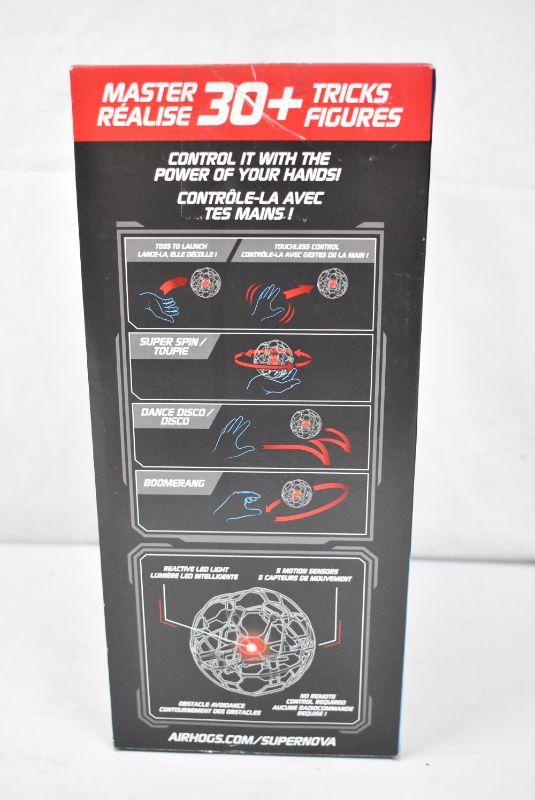 MASTER 30+ TRICKS
RÉALISE FIGURES
CONTROL IT WITH THE
POWER OF YOUR HANDS!
CONTRÔLE-LA AVEC
TES MAINS !
TOSS TO LAUNCH
LANCE-LA, ELLE DÉCOLLE !
TOUCHLESS CONTROL
CONTRÔLE-LA AVEC GESTES DE LA MAIN !
SUPER SPIN /
TOUPIE
DANCE DISCO /
DISCO
BOOMERANG
REACTIVE LED LIGHT
LUMIÈRE LED INTELLIGENTE
5 MOTION SENSORS
5 CAPTEURS DE MOUVEMENT
OBSTACLE AVOIDANCE
CONTOURNEMENT DES OBSTACLES
NO REMOTE
CONTROL REQUIRED
AUCUNE RADIOCOMMANDE
REQUISE !
AIRHOGS.COM/SUPERNOVA